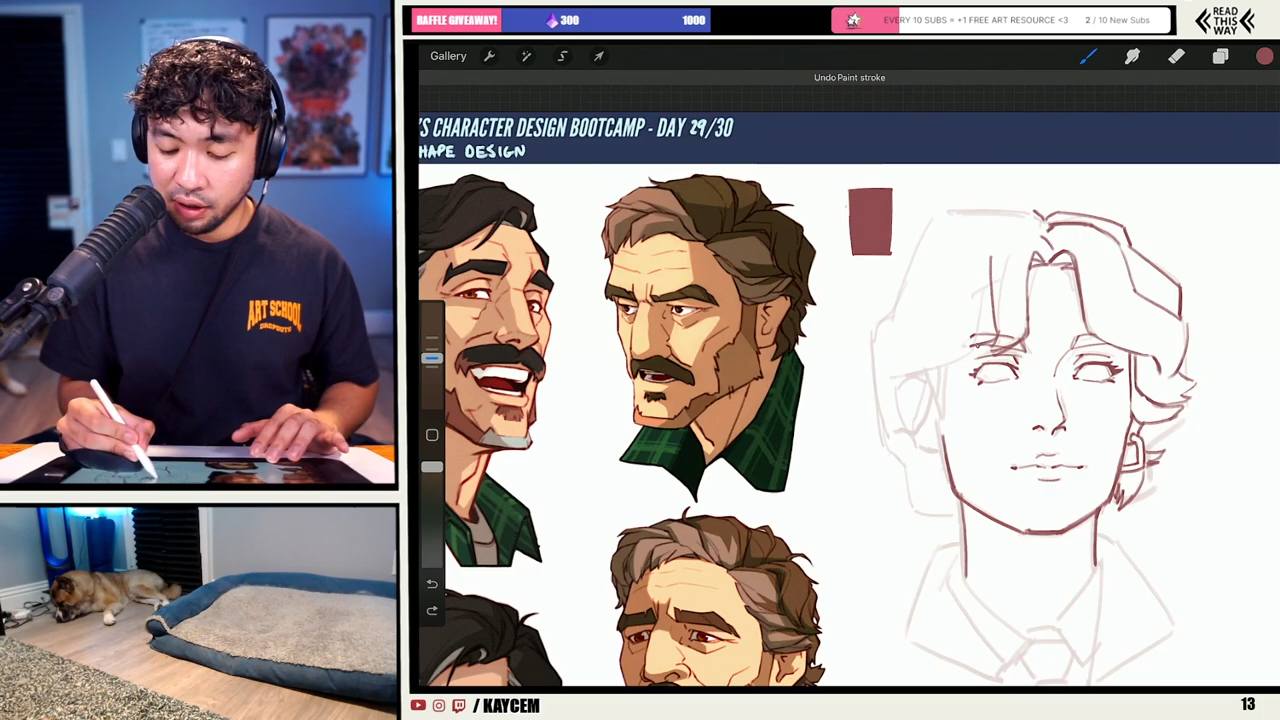 RAFFLE GIVEAWAY!
300
1000
EVERY 10 SUBS = +1 FREE ART RESOURCE <3
2 / 10 New Subs
READ
THIS
WAY
Gallery
Undo Paint stroke
'S CHARACTER DESIGN BOOTCAMP - DAY 29/30
HAPE DESIGN
ART SCHOOL
DROPOUTS
/ KAYCEM
13